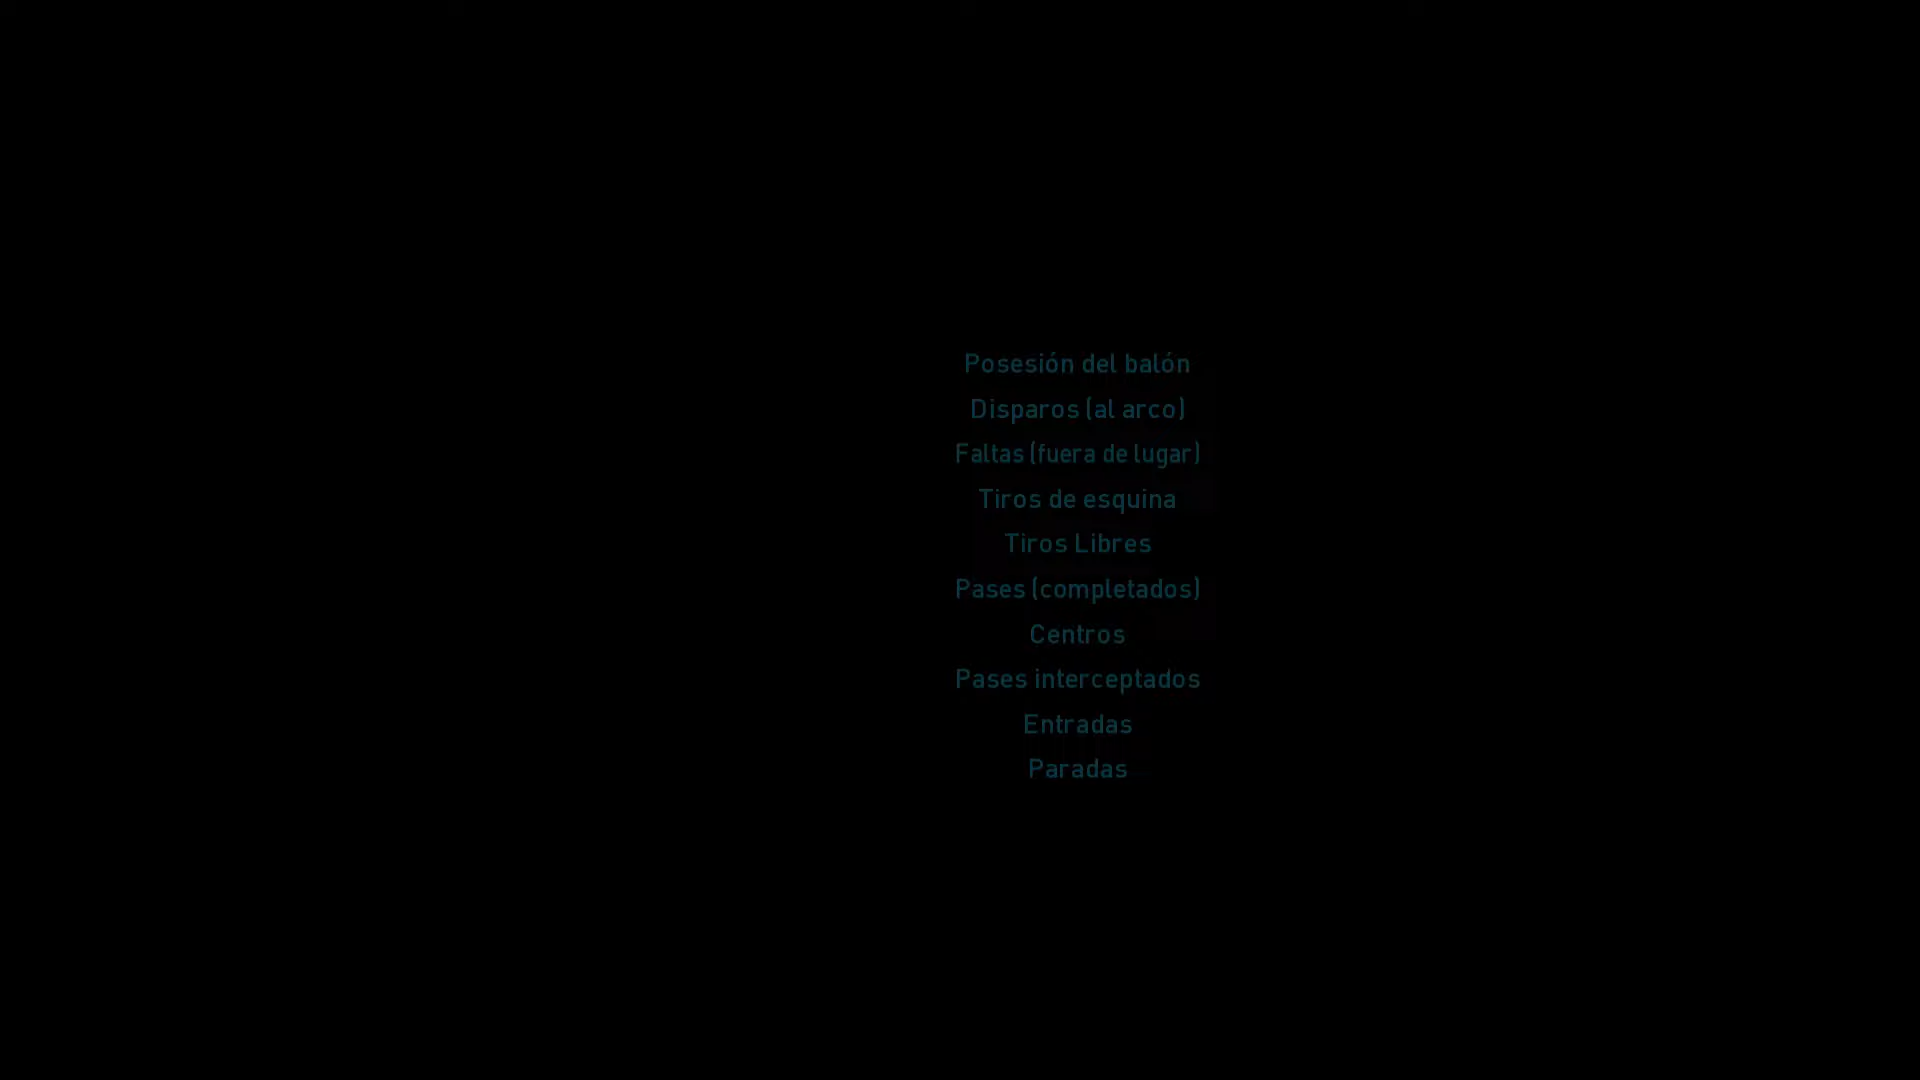 Posesión del balón
Disparos (al arco)
Faltas (fuera de lugar)
Tiros de esquina
Tiros Libres
Pases (completados)
Centros
Pases interceptados
Entradas
Paradas